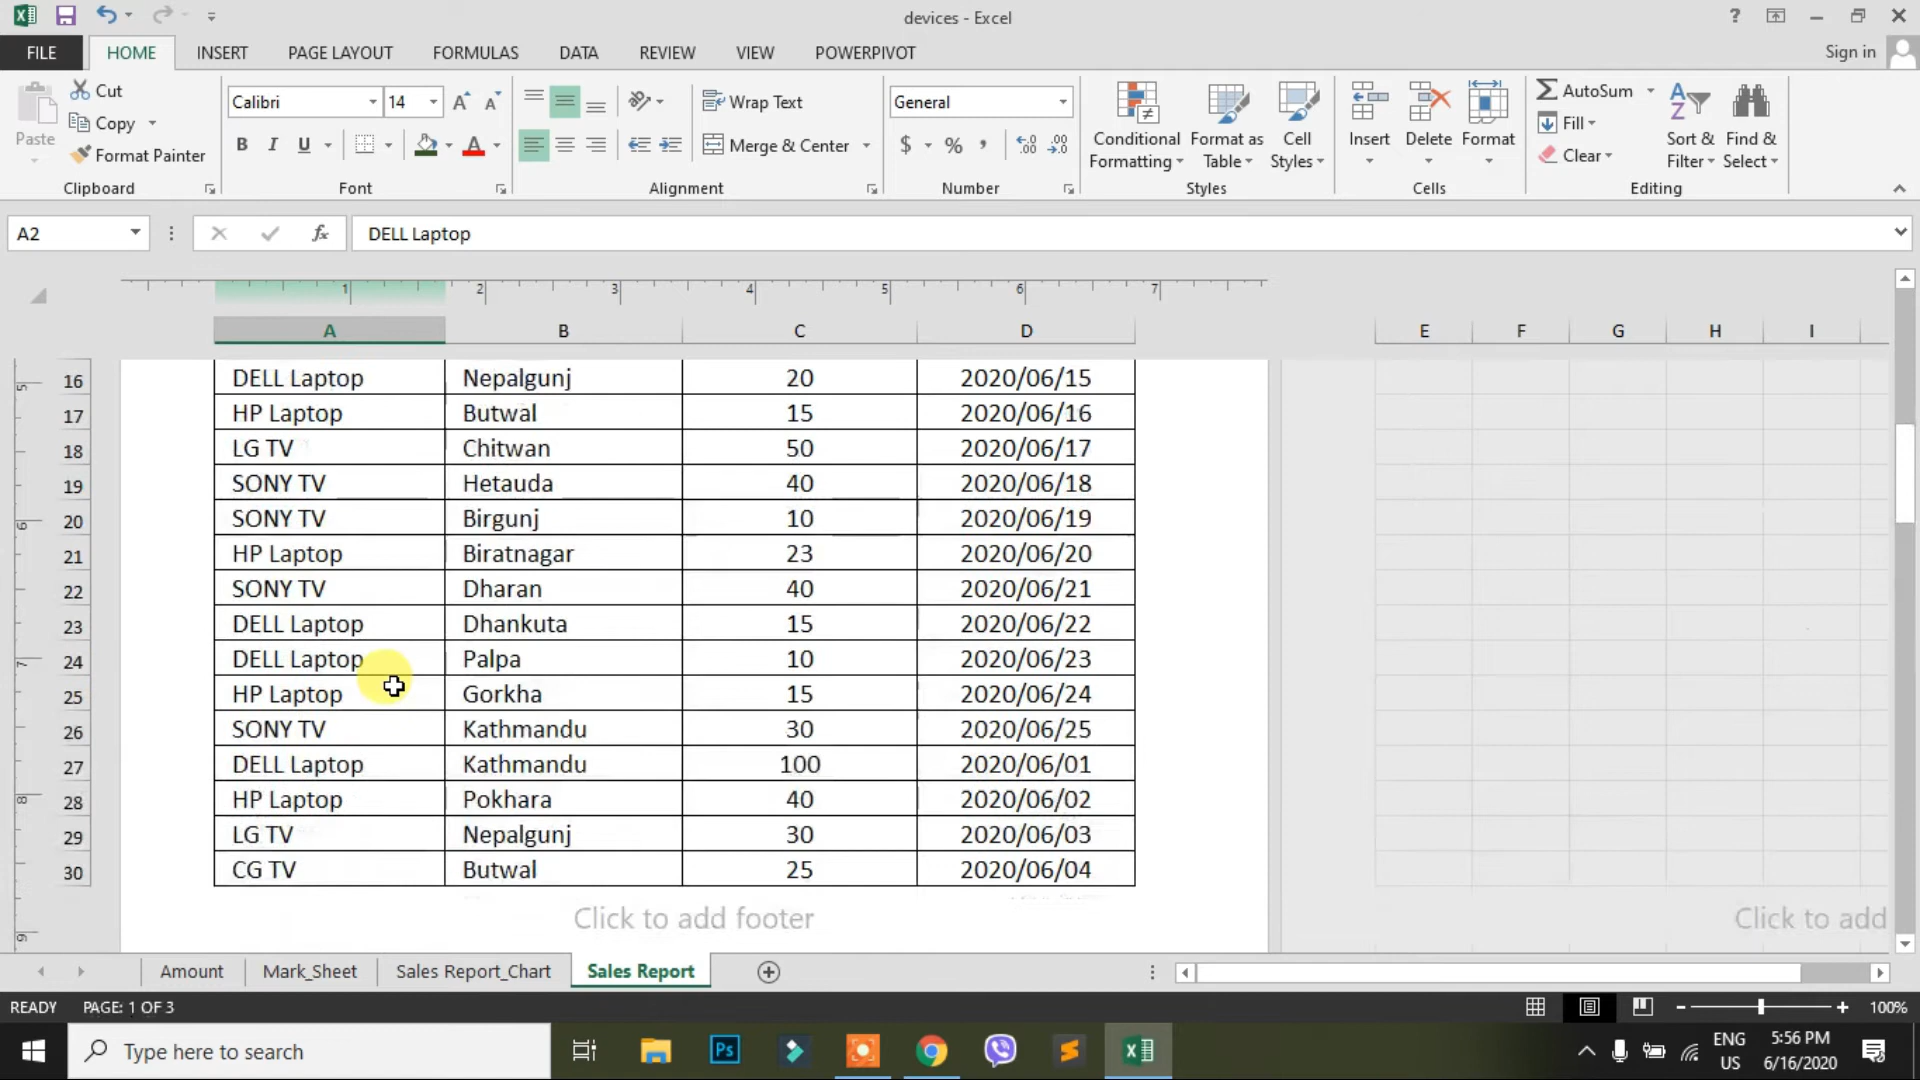 devices - Excel
?
FILE HOME INSERT PAGE LAYOUT FORMULAS DATA REVIEW VIEW POWERPIVOT Sign in
Paste
Cut
Copy
Format Painter
Clipboard
Calibri 14
B I U A
Font
Wrap Text
Merge & Center
Alignment
General
$ % ,
Number
Conditional Formatting
Format as Table
Cell Styles
Styles
Insert Delete Format
Cells
AutoSum
Fill
Clear
Sort & Filter
Find & Select
Editing
A2 fx DELL Laptop
1 2 3 4 5 6 7
A B C D E F G H I
16 DELL Laptop Nepalgunj 20 2020/06/15
17 HP Laptop Butwal 15 2020/06/16
18 LG TV Chitwan 50 2020/06/17
19 SONY TV Hetauda 40 2020/06/18
20 SONY TV Birgunj 10 2020/06/19
21 HP Laptop Biratnagar 23 2020/06/20
22 SONY TV Dharan 40 2020/06/21
23 DELL Laptop Dhankuta 15 2020/06/22
24 DELL Laptop Palpa 10 2020/06/23
25 HP Laptop Gorkha 15 2020/06/24
26 SONY TV Kathmandu 30 2020/06/25
27 DELL Laptop Kathmandu 100 2020/06/01
28 HP Laptop Pokhara 40 2020/06/02
29 LG TV Nepalgunj 30 2020/06/03
30 CG TV Butwal 25 2020/06/04
Click to add footer Click to add
Amount Mark_Sheet Sales Report_Chart Sales Report
READY PAGE: 1 OF 3 100%
Type here to search
Ps
ENG
US
5:56 PM
6/16/2020